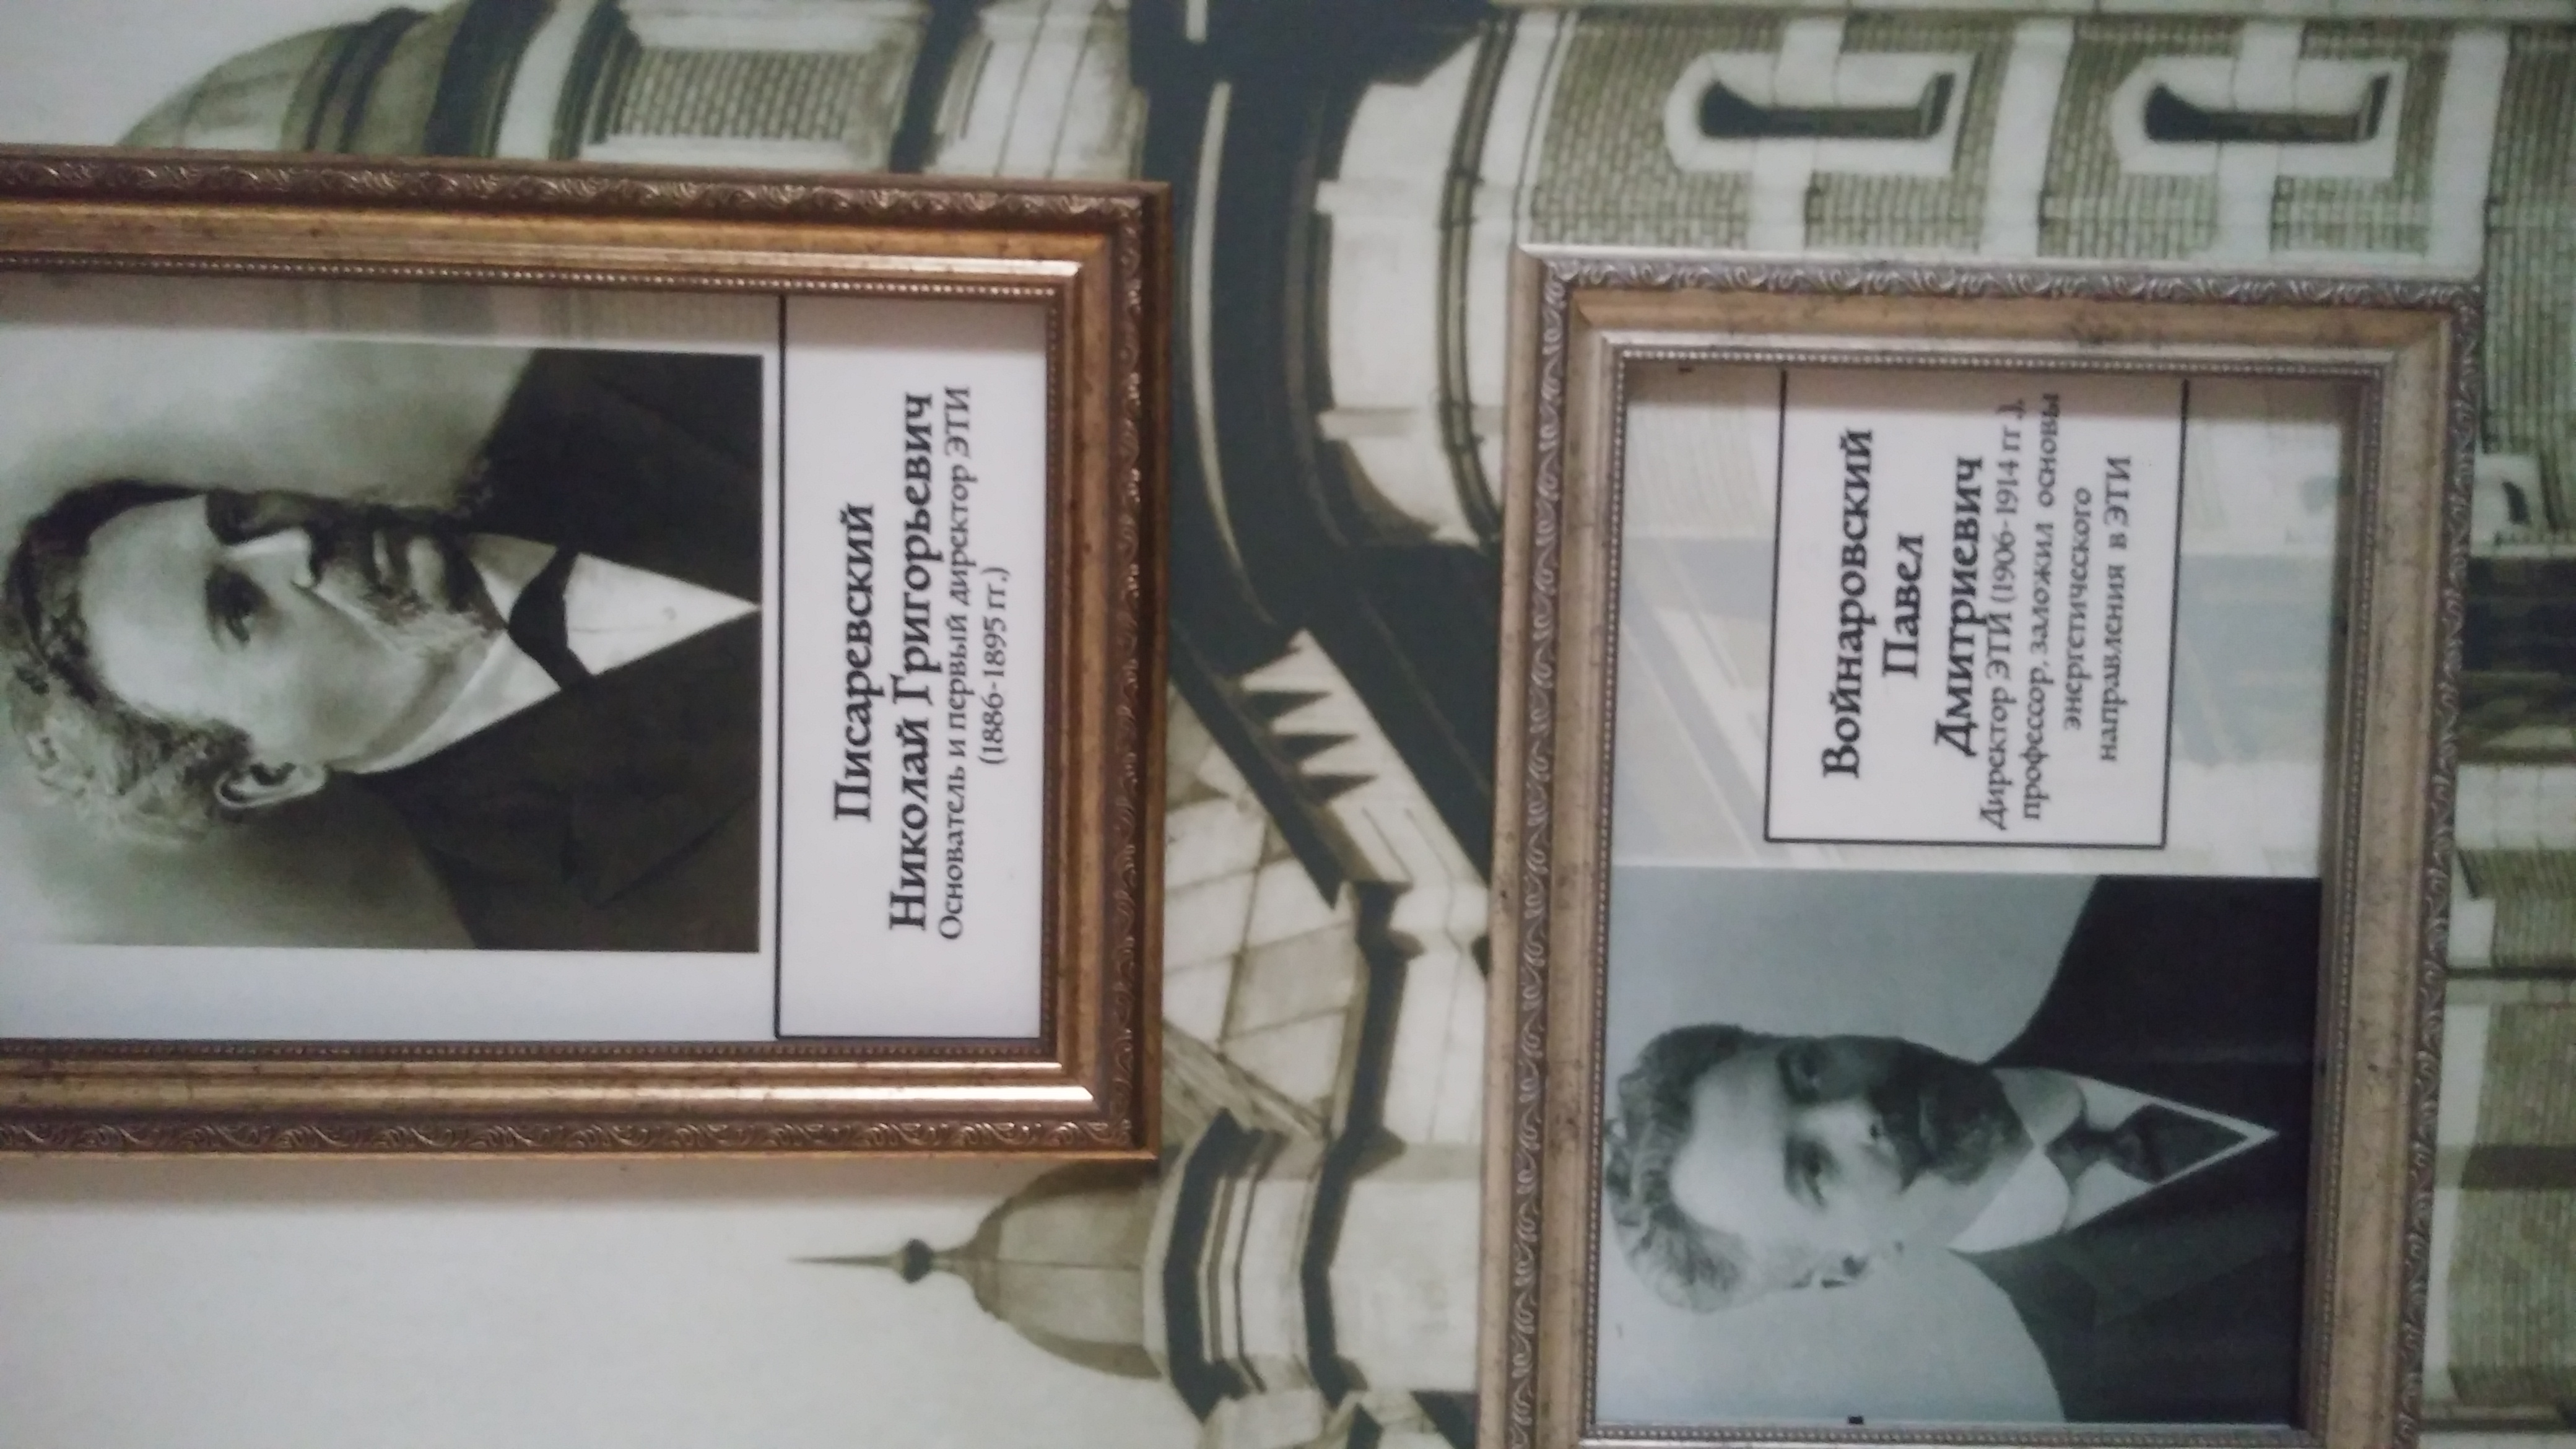 Писаревский
Николай Григорьевич
Основатель и первый директор ЭТИ
(1886-1895 гг.)
Войнаровский
Павел
Дмитриевич
Директор ЭТИ (1906-1914 гг.),
профессор, заложил основы
энергетического
направления в ЭТИ